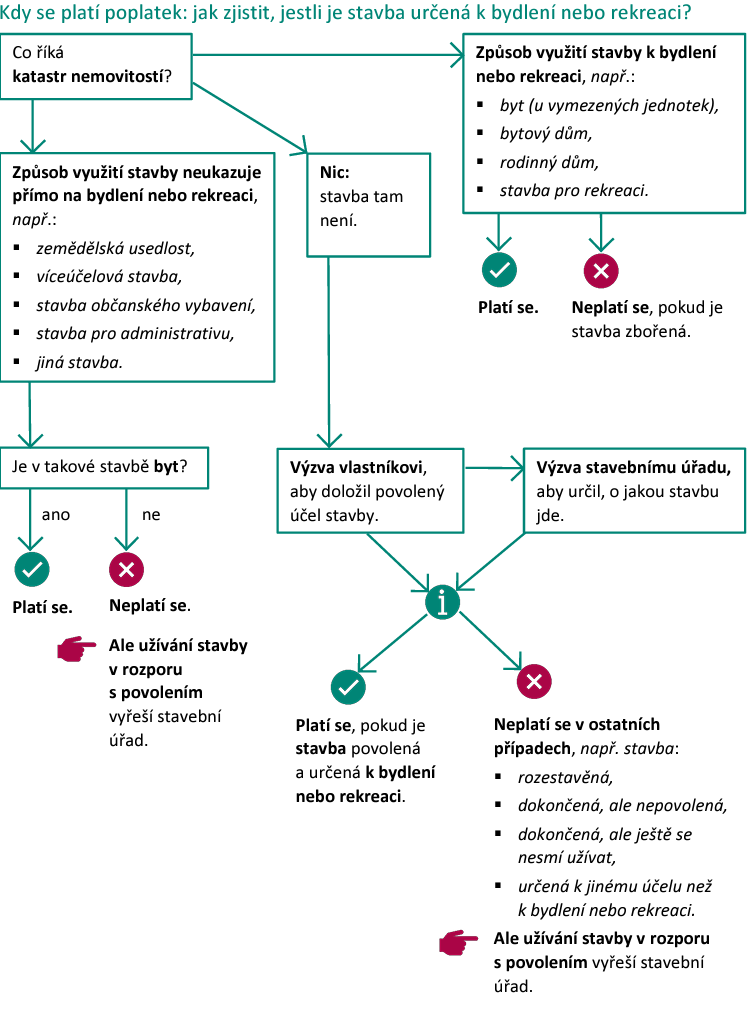 Kdy se platí poplatek: jak zjistit, jestli je stavba určená k bydlení nebo rekreaci?
Co říká
katastr nemovitostí?
Způsob využití stavby k bydlení
nebo rekreaci, např.:
▪ byt (u vymezených jednotek),
▪ bytový dům,
▪ rodinný dům,
▪ stavba pro rekreaci.
Platí se.
Neplatí se, pokud je
stavba zbořená.
Způsob využití stavby neukazuje
přímo na bydlení nebo rekreaci,
např.:
▪ zemědělská usedlost,
▪ víceúčelová stavba,
▪ stavba občanského vybavení,
▪ stavba pro administrativu,
▪ jiná stavba.
Nic:
stavba tam
není.
Je v takové stavbě byt?
ano
ne
Platí se.
Neplatí se.
Ale užívání stavby
v rozporu
s povolením
vyřeší stavební
úřad.
Výzva vlastníkovi,
aby doložil povolený
účel stavby.
Výzva stavebnímu úřadu,
aby určil, o jakou stavbu
jde.
i
Platí se, pokud je
stavba povolená
a určená k bydlení
nebo rekreaci.
Neplatí se v ostatních
případech, např. stavba:
▪ rozestavěná,
▪ dokončená, ale nepovolená,
▪ dokončená, ale ještě se
nesmí užívat,
▪ určená k jinému účelu než
k bydlení nebo rekreaci.
Ale užívání stavby v rozporu
s povolením vyřeší stavební
úřad.